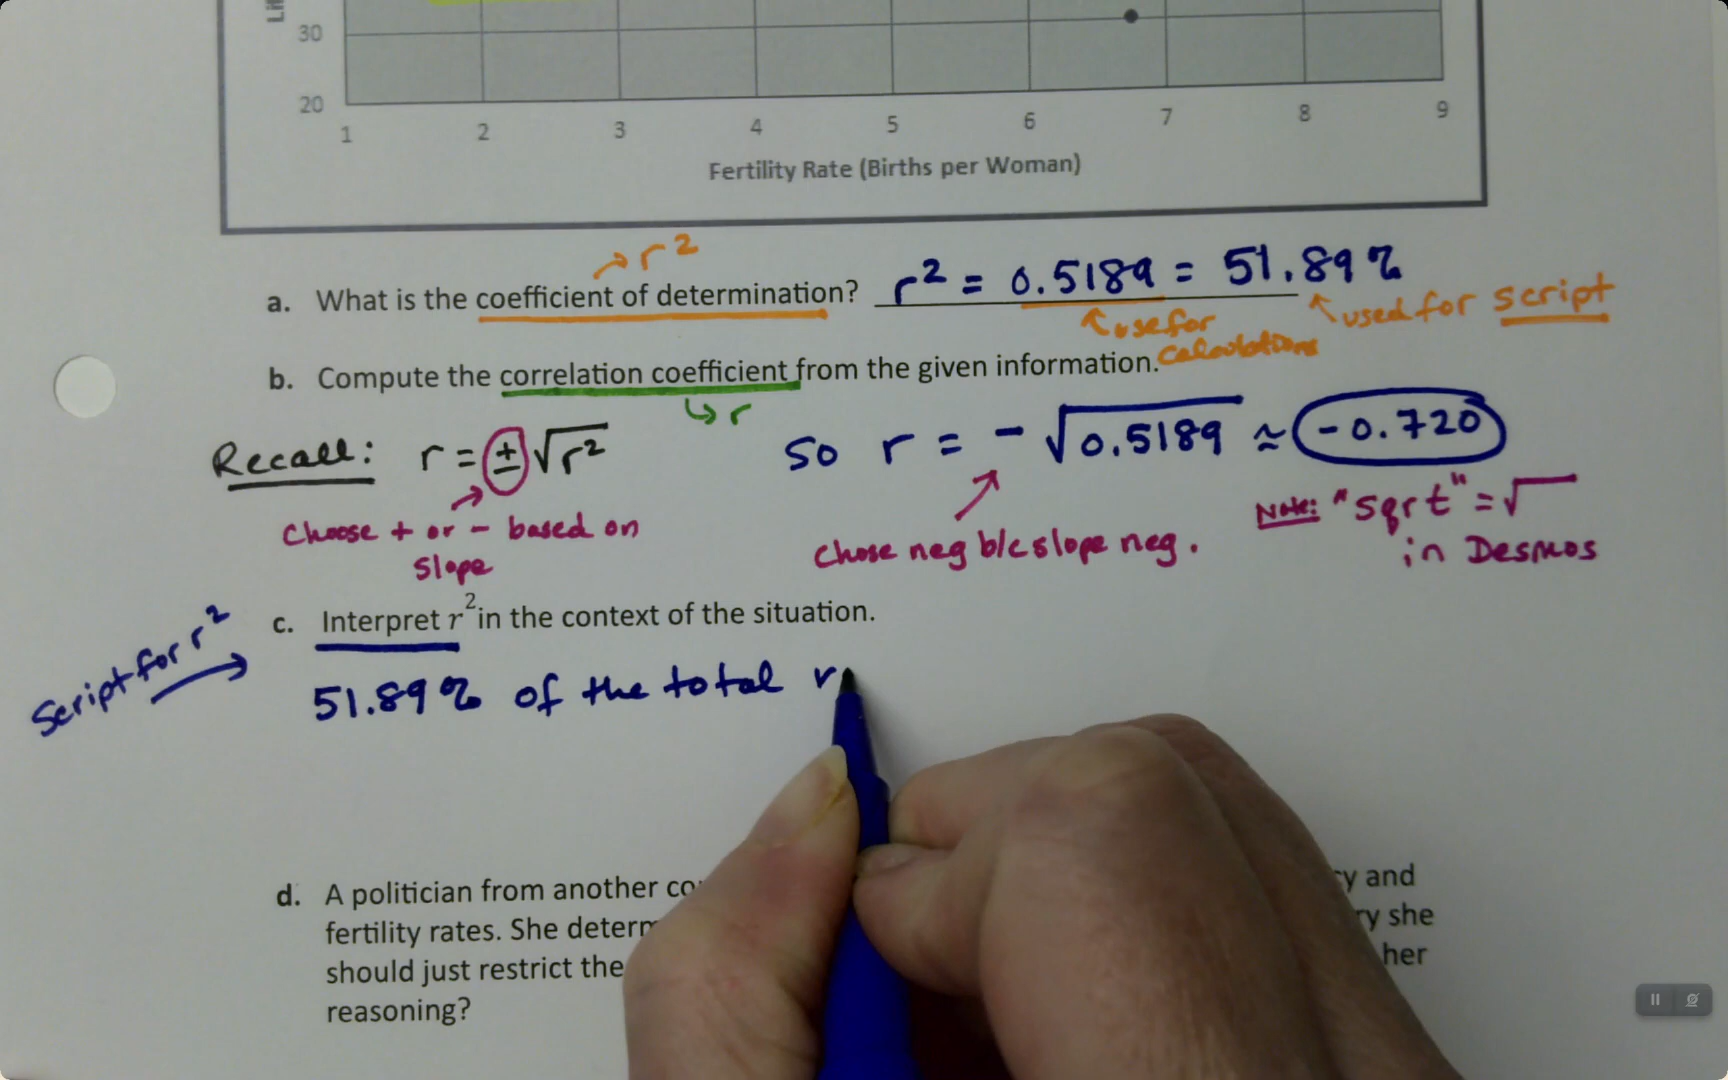 Li
30
20
1 2 3 4 5 6 7 8 9
Fertility Rate (Births per Woman)
→ r²
a. What is the coefficient of determination? r² = 0.5189 = 51.89%
use for calculations
used for script
b. Compute the correlation coefficient from the given information.
↳ r
Recall: r = ± √r²
So r = - √0.5189 ≈ -0.720
Choose + or - based on
slope
chose neg b/c slope neg.
Note: "sqrt" = √
in Desmos
Script for r² →
c. Interpret r² in the context of the situation.
51.89% of the total
d. A politician from another cy and
fertility rates. She ry she
should just restrict the her
reasoning?